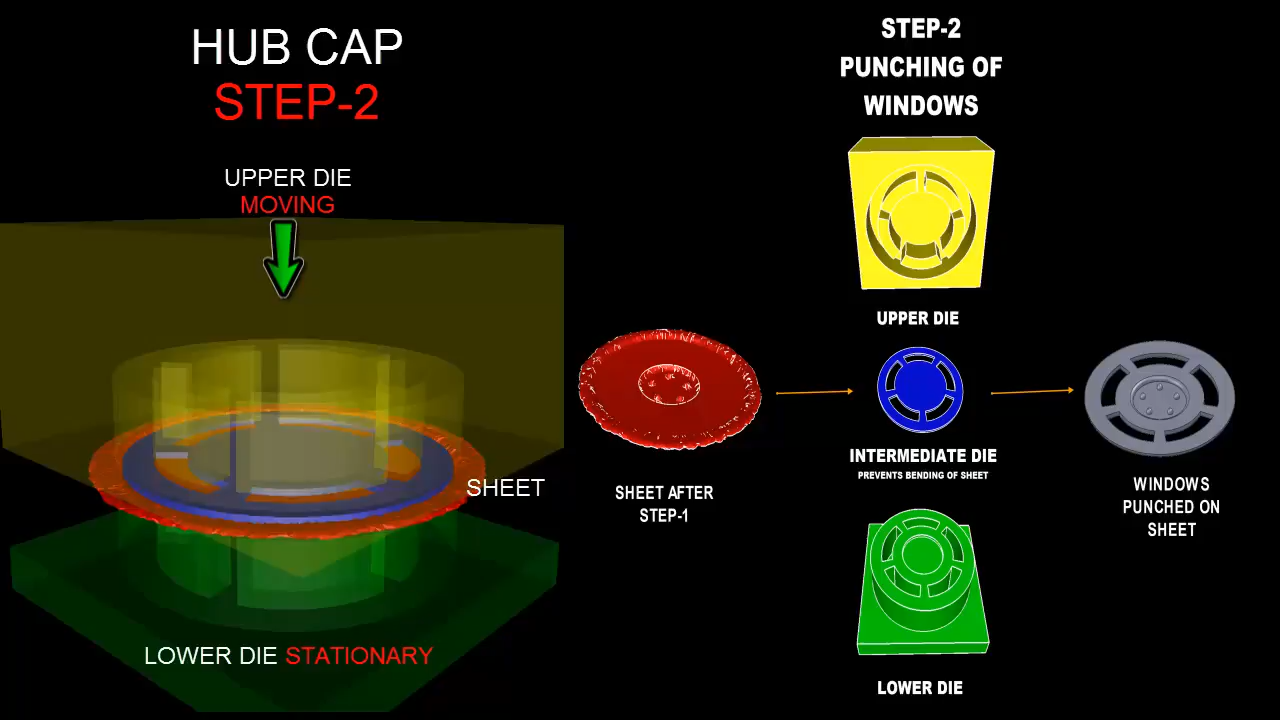 HUB CAP
STEP-2
UPPER DIE
MOVING
SHEET
LOWER DIE STATIONARY
STEP-2
PUNCHING OF
WINDOWS
UPPER DIE
SHEET AFTER
STEP-1
INTERMEDIATE DIE
PREVENTS BENDING OF SHEET
WINDOWS
PUNCHED ON
SHEET
LOWER DIE